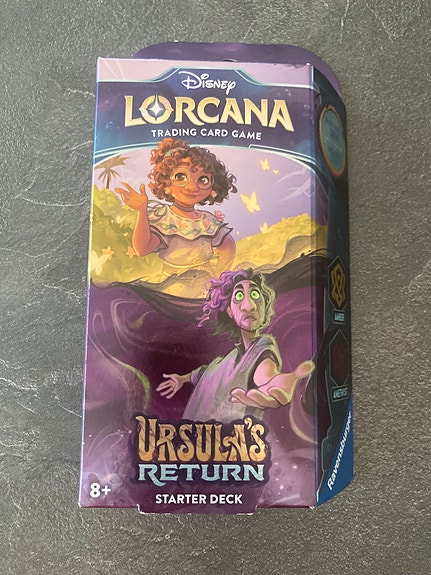 Disney
LORCANA
TRADING CARD GAME
URSULA'S
RETURN
STARTER DECK
8+
AMBER
AMETHYST
Ravensburger